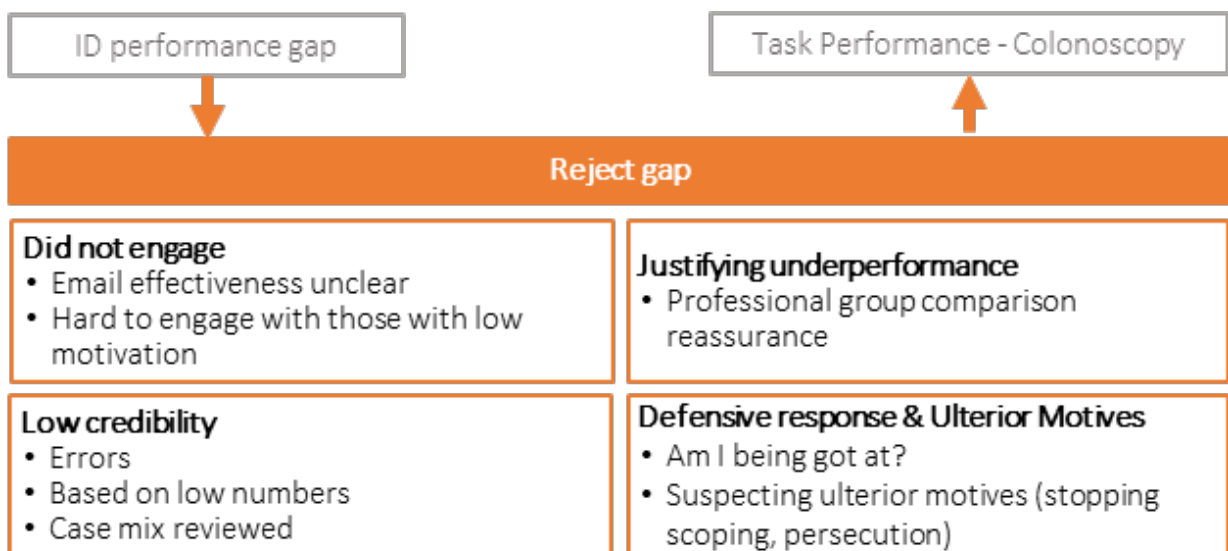 ID performance gap
Task Performance - Colonoscopy
Reject gap
Did not engage
• Email effectiveness unclear
• Hard to engage with those with low
motivation
Justifying underperformance
• Professional group comparison
reassurance
Low credibility
• Errors
• Based on low numbers
• Case mix reviewed
Defensive response & Ulterior Motives
• Am I being got at?
• Suspecting ulterior motives (stopping
scoping, persecution)